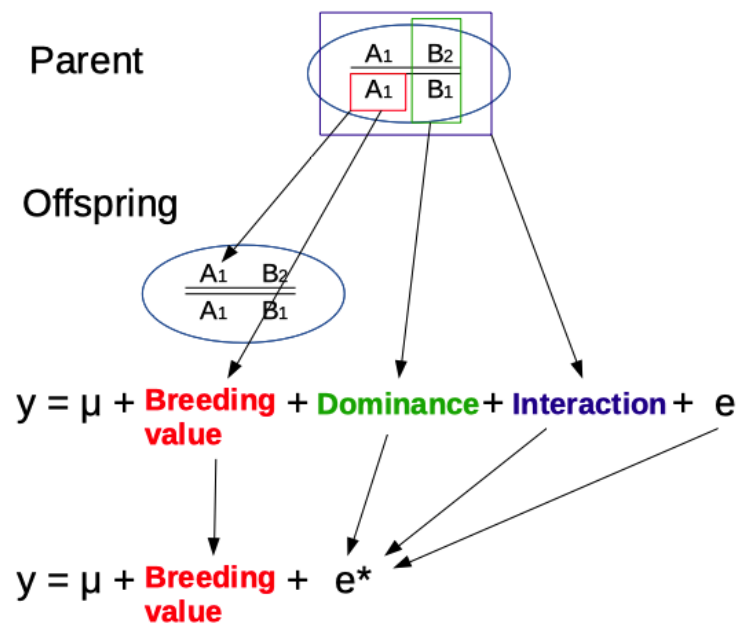 Parent
A1 B2
A1 B1
Offspring
A1 B2
A1 B1
y = μ + Breeding value + Dominance + Interaction + e
y = μ + Breeding value + e*